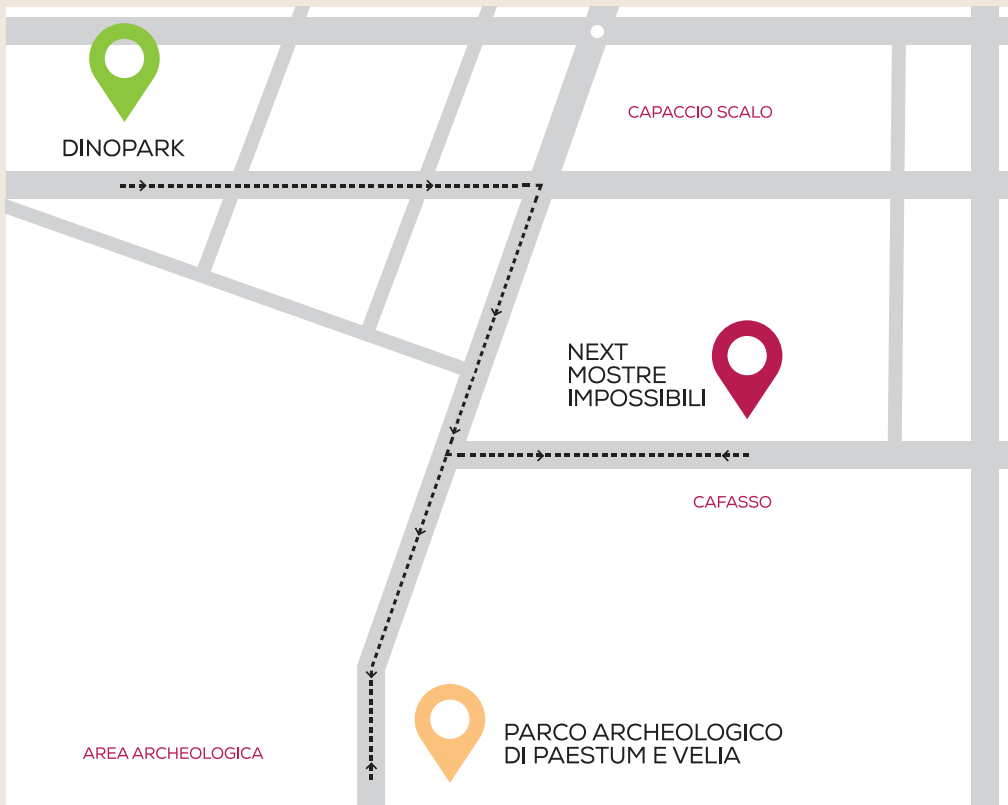 CAPACCIO SCALO
DINOPARK
NEXT
MOSTRE
IMPOSSIBILI
CAFASSO
PARCO ARCHEOLOGICO
DI PAESTUM E VELIA
AREA ARCHEOLOGICA